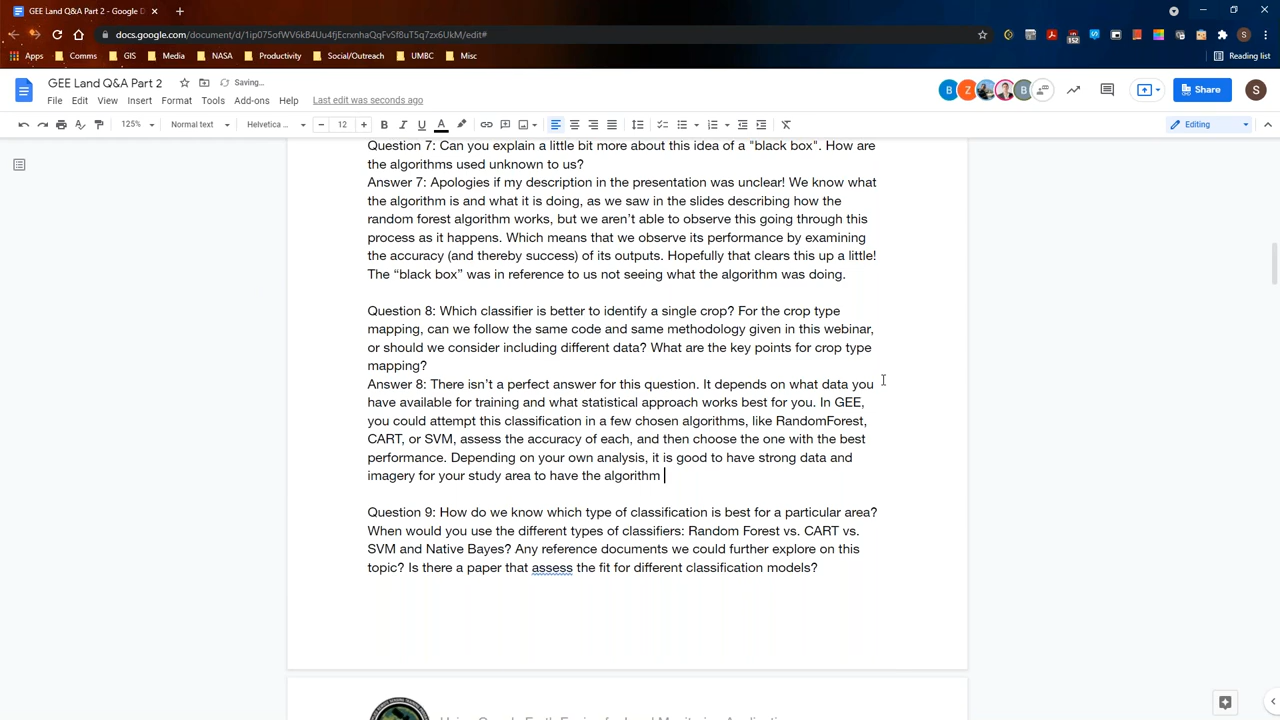 GEE Land Q&A Part 2 - Google D
docs.google.com/document/d/1ip075ofWV6kB4Uu4fjEcrxnhaQqFvSf8uT5q7zx6UkM/edit#
Apps Comms GIS Media NASA Productivity Social/Outreach UMBC Misc Reading list
GEE Land Q&A Part 2 Saving...
File Edit View Insert Format Tools Add-ons Help Last edit was seconds ago
B Z B Share S
125% Normal text Helvetica ... 12 B I U A Editing
Question 7: Can you explain a little bit more about this idea of a "black box". How are
the algorithms used unknown to us?
Answer 7: Apologies if my description in the presentation was unclear! We know what
the algorithm is and what it is doing, as we saw in the slides describing how the
random forest algorithm works, but we aren’t able to observe this going through this
process as it happens. Which means that we observe its performance by examining
the accuracy (and thereby success) of its outputs. Hopefully that clears this up a little!
The “black box” was in reference to us not seeing what the algorithm was doing.
Question 8: Which classifier is better to identify a single crop? For the crop type
mapping, can we follow the same code and same methodology given in this webinar,
or should we consider including different data? What are the key points for crop type
mapping?
Answer 8: There isn’t a perfect answer for this question. It depends on what data you
have available for training and what statistical approach works best for you. In GEE,
you could attempt this classification in a few chosen algorithms, like RandomForest,
CART, or SVM, assess the accuracy of each, and then choose the one with the best
performance. Depending on your own analysis, it is good to have strong data and
imagery for your study area to have the algorithm
Question 9: How do we know which type of classification is best for a particular area?
When would you use the different types of classifiers: Random Forest vs. CART vs.
SVM and Native Bayes? Any reference documents we could further explore on this
topic? Is there a paper that assess the fit for different classification models?